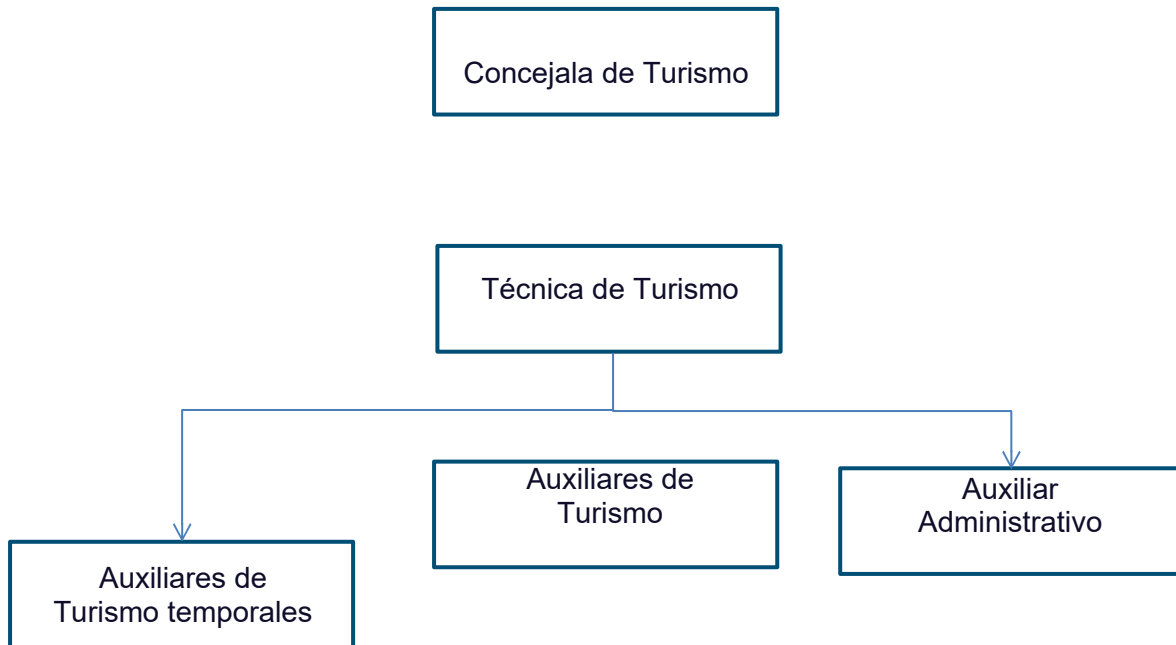 Concejala de Turismo
Técnica de Turismo
Auxiliares de
Turismo
Auxiliar
Administrativo
Auxiliares de
Turismo temporales